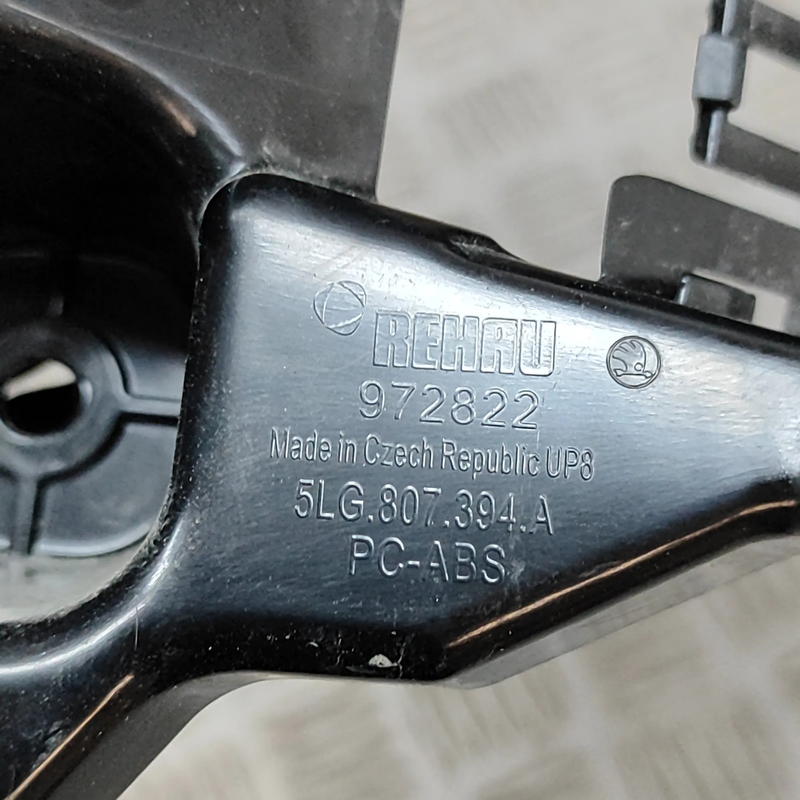 REHAU
972822
Made in Czech Republic UP8
5LG.807.394.A
PC-ABS